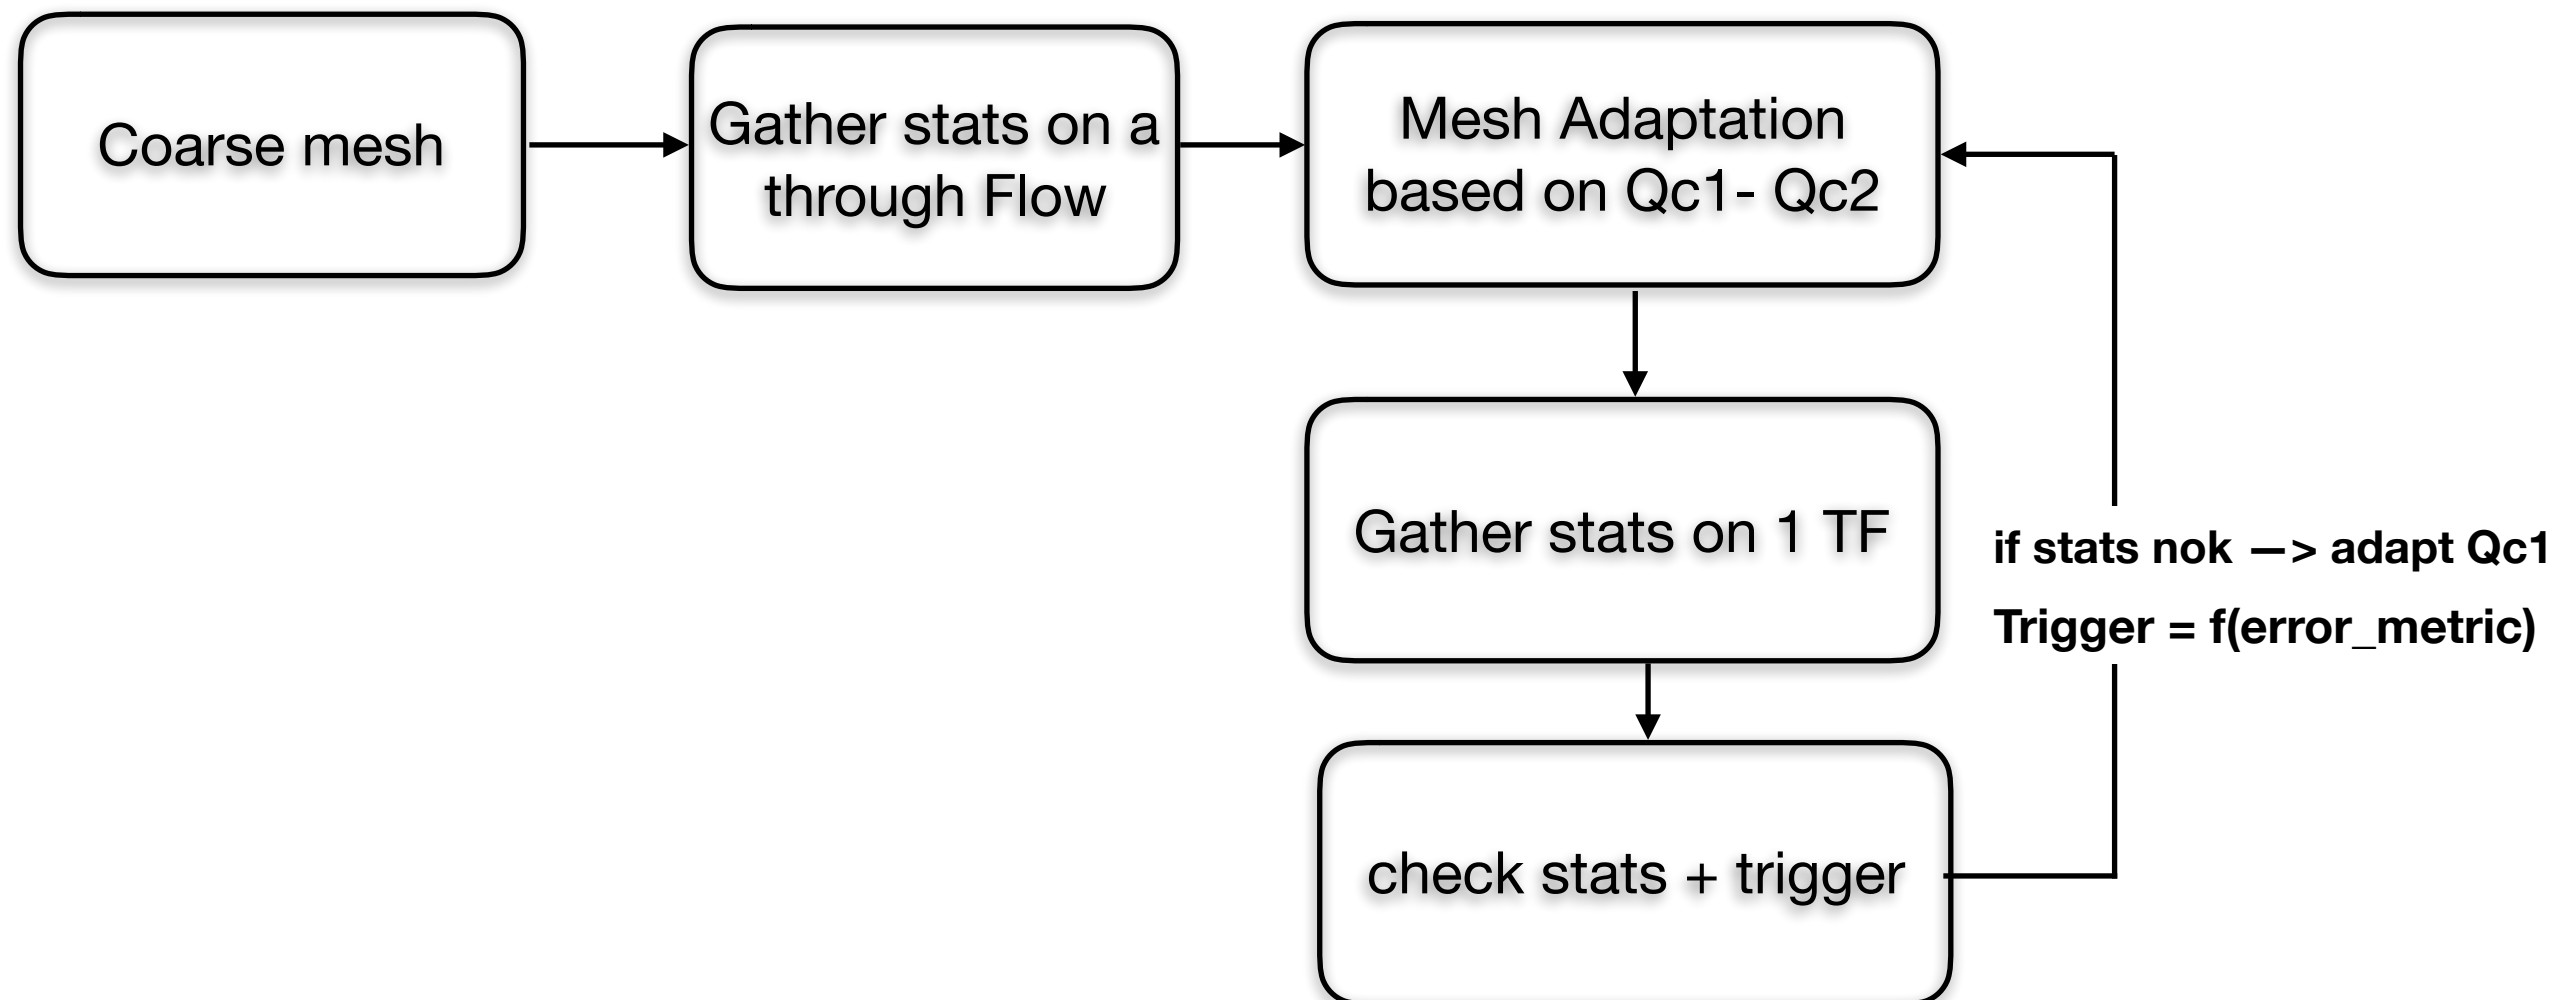 Coarse mesh
Gather stats on a
through Flow
Mesh Adaptation
based on Qc1- Qc2
Gather stats on 1 TF
if stats nok —> adapt Qc1
Trigger = f(error_metric)
check stats + trigger